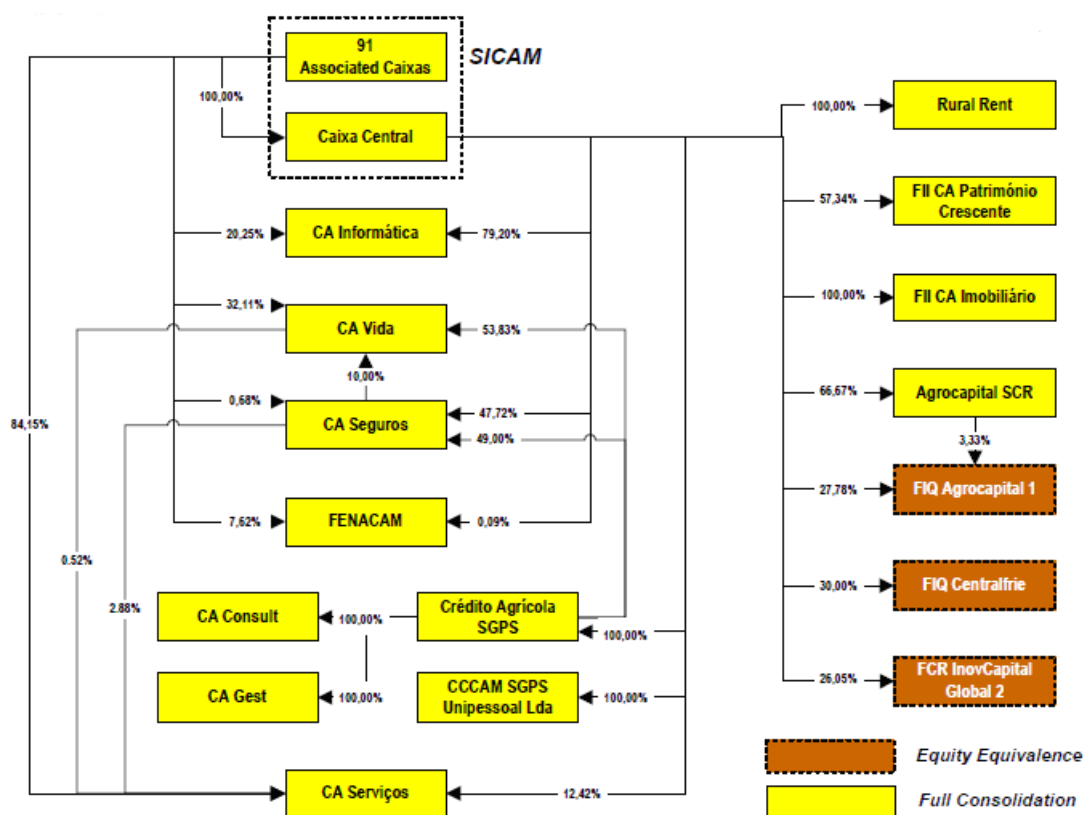 91
Associated Caixas
SICAM
100,00%
Caixa Central
100,00%
Rural Rent
57,34%
FII CA Património
Crescente
20,25%
CA Informática
79,20%
100,00%
FII CA Imobiliário
32,11%
CA Vida
53,83%
10,00%
66,67%
Agrocapital SCR
3,33%
84,15%
0,68%
CA Seguros
47,72%
49,00%
27,78%
FIQ Agrocapital 1
7,62%
FENACAM
0,09%
0.52%
30,00%
FIQ Centralfrie
2.88%
CA Consult
100,00%
Crédito Agrícola
SGPS
100,00%
26,05%
FCR InovCapital
Global 2
CA Gest
100,00%
CCCAM SGPS
Unipessoal Lda
100,00%
Equity Equivalence
CA Serviços
12,42%
Full Consolidation